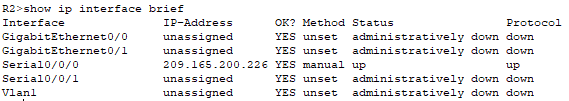 R2>show ip interface brief
Interface IP-Address OK? Method Status Protocol
GigabitEthernet0/0 unassigned YES unset administratively down down
GigabitEthernet0/1 unassigned YES unset administratively down down
Serial0/0/0 209.165.200.226 YES manual up up
Serial0/0/1 unassigned YES unset administratively down down
Vlan1 unassigned YES unset administratively down down